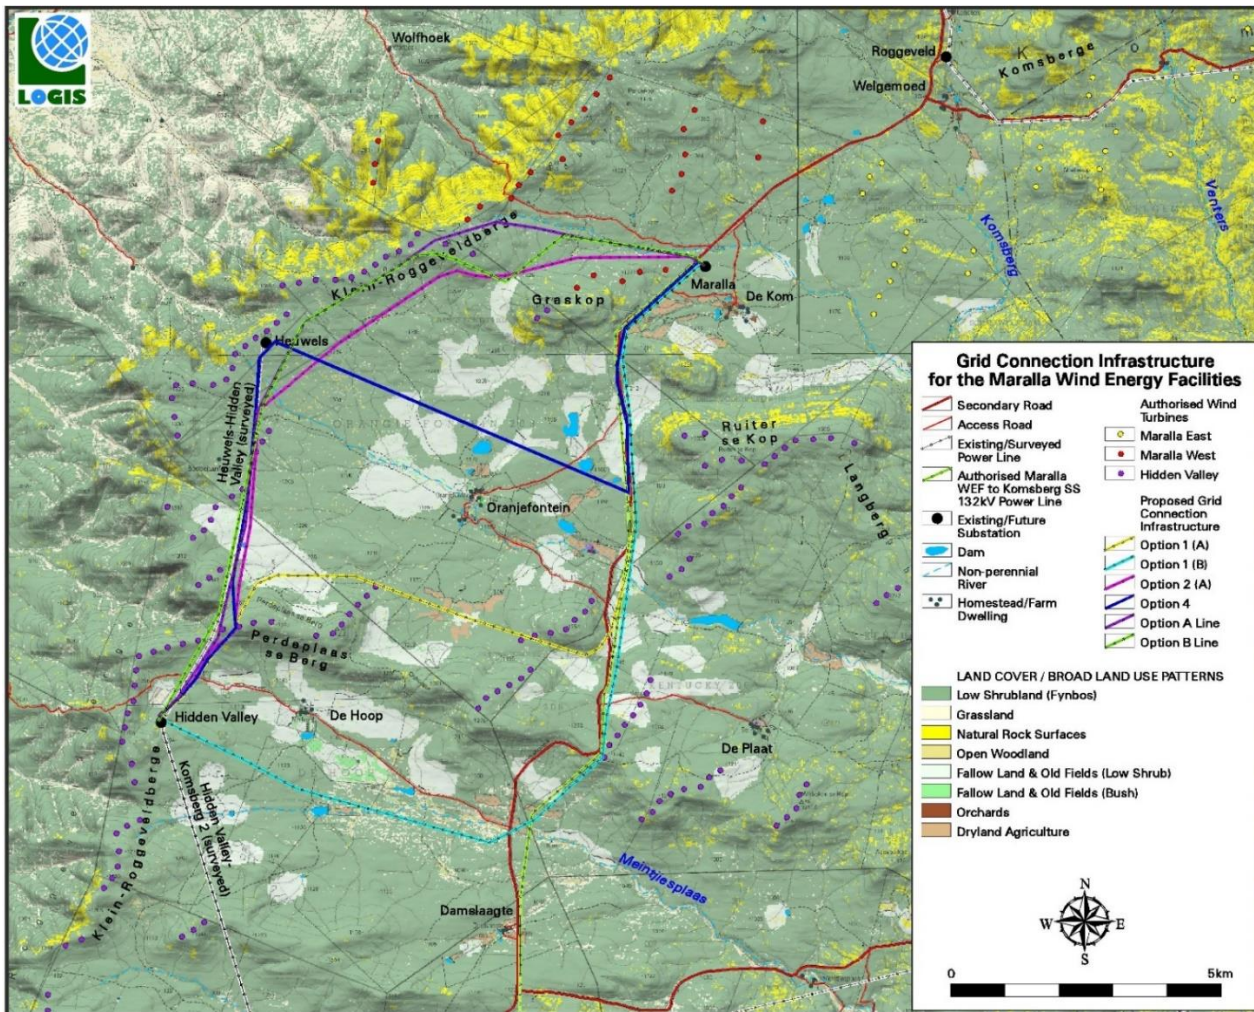 LOGIS
Wolfhoek
Roggeveld
Welgemoed
Komsberge
Kom
Venters
Komsberg
Klein-Roggeveldberge
Maralla
De Kom
Graskop
Heuwels
Heuwels-Hidden
Valley (surveyed)
Ruiter
se Kop
Langberg
ORANGIE FONTEIN
Oranjefontein
Perdeplaas
se Berg
KENTUCKY
Hidden Valley
De Hoop
De Plaat
Klein-Roggeveldberge
Hidden Valley-
Komsberg 2 (surveyed)
Meintjiesplaas
Damslaagte
Grid Connection Infrastructure
for the Maralla Wind Energy Facilities
Secondary Road
Access Road
Existing/Surveyed
Power Line
Authorised Maralla
WEF to Komsberg SS
132kV Power Line
Existing/Future
Substation
Dam
Non-perennial
River
Homestead/Farm
Dwelling
Authorised Wind
Turbines
Maralla East
Maralla West
Hidden Valley
Proposed Grid
Connection
Infrastructure
Option 1 (A)
Option 1 (B)
Option 2 (A)
Option 4
Option A Line
Option B Line
LAND COVER / BROAD LAND USE PATTERNS
Low Shrubland (Fynbos)
Grassland
Natural Rock Surfaces
Open Woodland
Fallow Land & Old Fields (Low Shrub)
Fallow Land & Old Fields (Bush)
Orchards
Dryland Agriculture
N
W E
S
0 5km